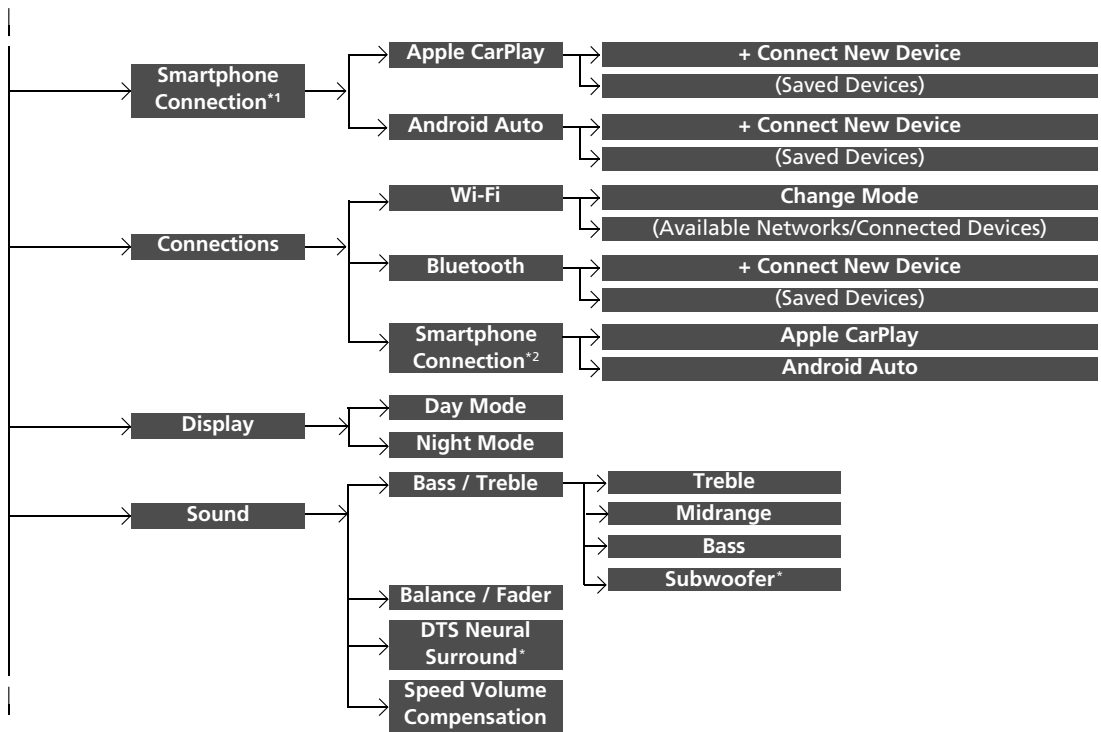 Smartphone
Connection*1
Apple CarPlay
+ Connect New Device
(Saved Devices)
Android Auto
+ Connect New Device
(Saved Devices)
Connections
Wi-Fi
Change Mode
(Available Networks/Connected Devices)
Bluetooth
+ Connect New Device
(Saved Devices)
Smartphone
Connection*2
Apple CarPlay
Android Auto
Display
Day Mode
Night Mode
Sound
Bass / Treble
Treble
Midrange
Bass
Subwoofer*
Balance / Fader
DTS Neural
Surround*
Speed Volume
Compensation